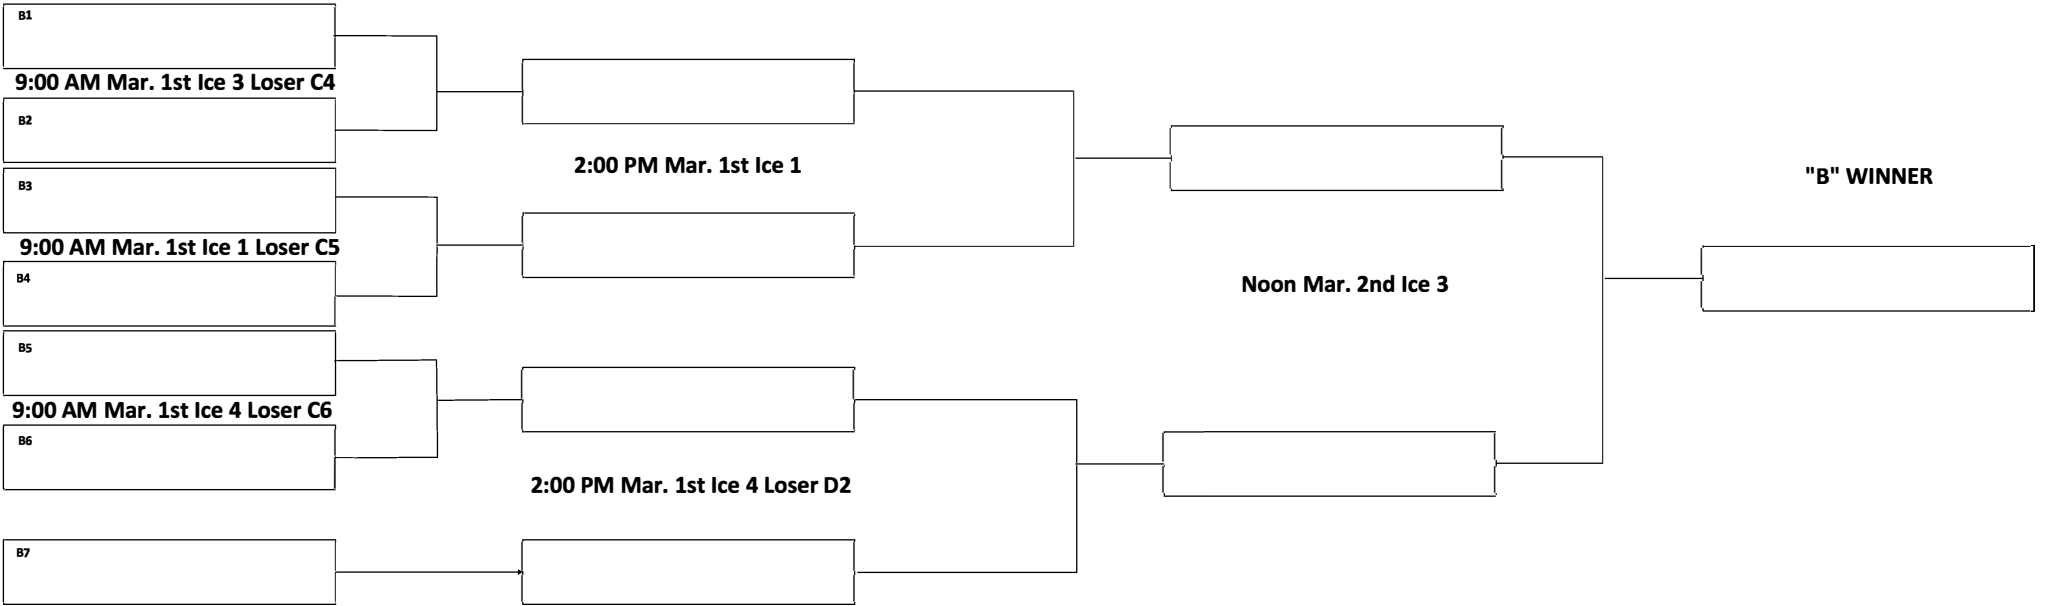 B1
9:00 AM Mar. 1st Ice 3 Loser C4
B2
B3
9:00 AM Mar. 1st Ice 1 Loser C5
B4
B5
9:00 AM Mar. 1st Ice 4 Loser C6
B6
B7
2:00 PM Mar. 1st Ice 1
2:00 PM Mar. 1st Ice 4 Loser D2
Noon Mar. 2nd Ice 3
"B" WINNER